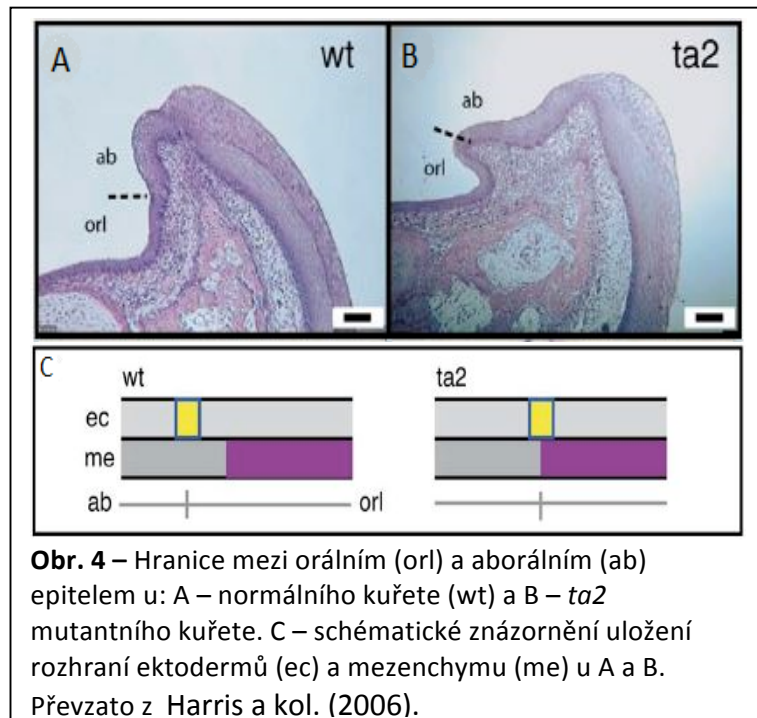 A
wt
B
ta2
ab
orl
ab
orl
C
wt
ta2
ec
me
ab
orl
Obr. 4 – Hranice mezi orálním (orl) a aborálním (ab)
epitelem u: A – normálního kuřete (wt) a B – ta2
mutantního kuřete. C – schématické znázornění uložení
rozhraní ektodermů (ec) a mezenchymu (me) u A a B.
Převzato z Harris a kol. (2006).